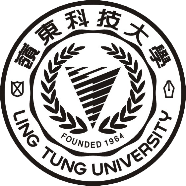 嶺東科技大學
FOUNDED 1964
LING TUNG UNIVERSITY